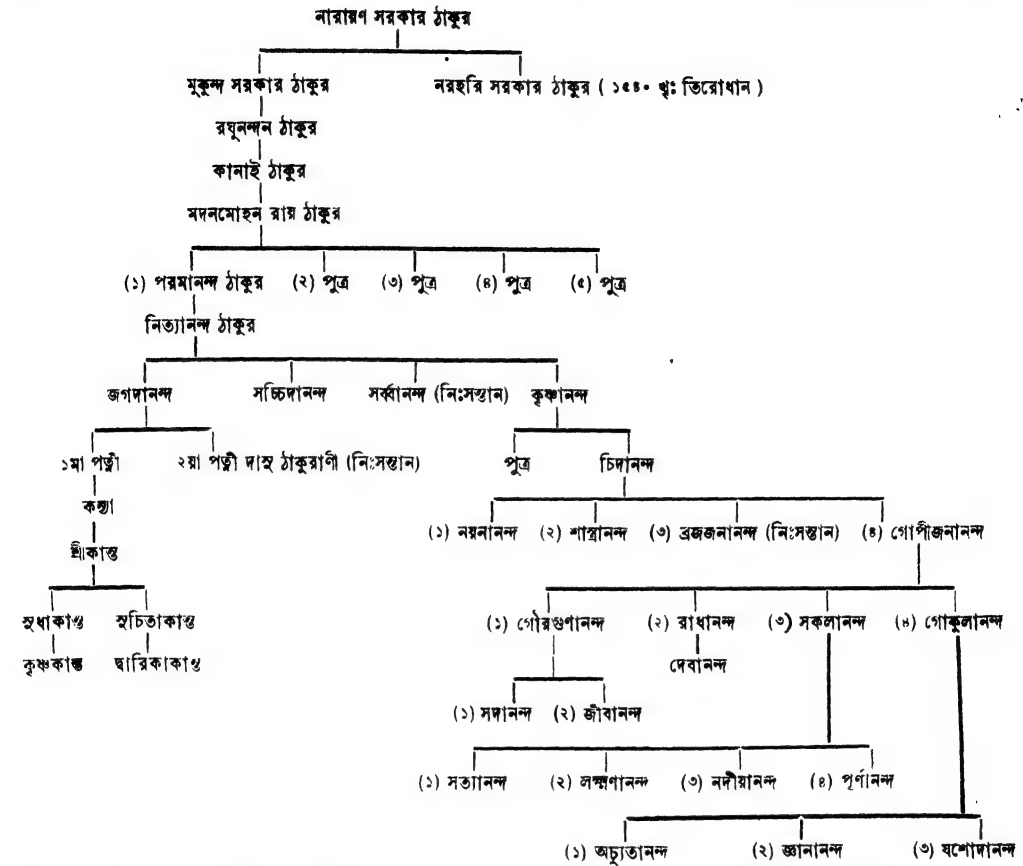 নারায়ণ সরকার ঠাকুর
মুকুন্দ সরকার ঠাকুর নরহরি সরকার ঠাকুর ( ১৫৪০ খৃঃ তিরোধান )
রঘুনন্দন ঠাকুর
কানাই ঠাকুর
মদনমোহন রায় ঠাকুর
(১) পরমানন্দ ঠাকুর (২) পুত্র (৩) পুত্র (৪) পুত্র (৫) পুত্র
নিত্যানন্দ ঠাকুর
জগদানন্দ সচ্চিদানন্দ সর্ব্বানন্দ (নিঃসন্তান) কৃষ্ণানন্দ
১মা পত্নী ২য়া পত্নী দাসু ঠাকুরাণী (নিঃসন্তান) পুত্র চিদানন্দ
কন্যা
(১) নয়নানন্দ (২) শাস্ত্রানন্দ (৩) ব্রজজনানন্দ (নিঃসন্তান) (৪) গোপীজনানন্দ
শ্রীকান্ত
সুধাকান্ত সুচিতাকান্ত (১) গৌরগুণানন্দ (২) রাধানন্দ (৩) সকলানন্দ (৪) গোকুলানন্দ
কৃষ্ণকান্ত দ্বারিকাকান্ত দেবানন্দ
(১) সদানন্দ (২) জীবানন্দ
(১) সত্যানন্দ (২) লক্ষ্মণানন্দ (৩) নদীয়ানন্দ (৪) পূর্ণানন্দ
(১) অচ্যুতানন্দ (২) জ্ঞানানন্দ (৩) যশোদানন্দ